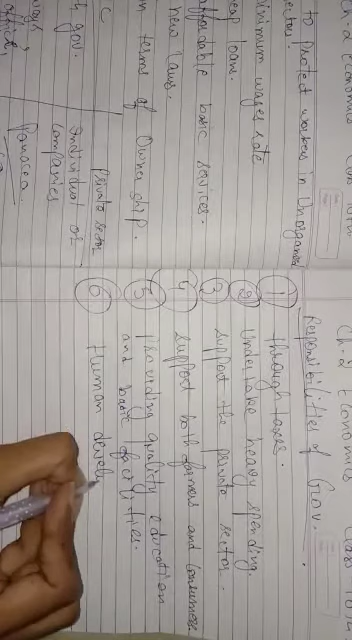 to Protect workers in Unorganised
sector.
minimum wages rate
cheap loans.
affordable basic services.
new laws.
in terms of Ownership.
Private sector
gov.
individual or
companies
Ch.2 Economics Class 10th
Responsibilities of Gov.
1 through taxes.
2 Undertake heavy spending.
3 support the private sector.
4 support both farmers and consumers.
5 Providing quality education
and basic facilities.
6 Human devel